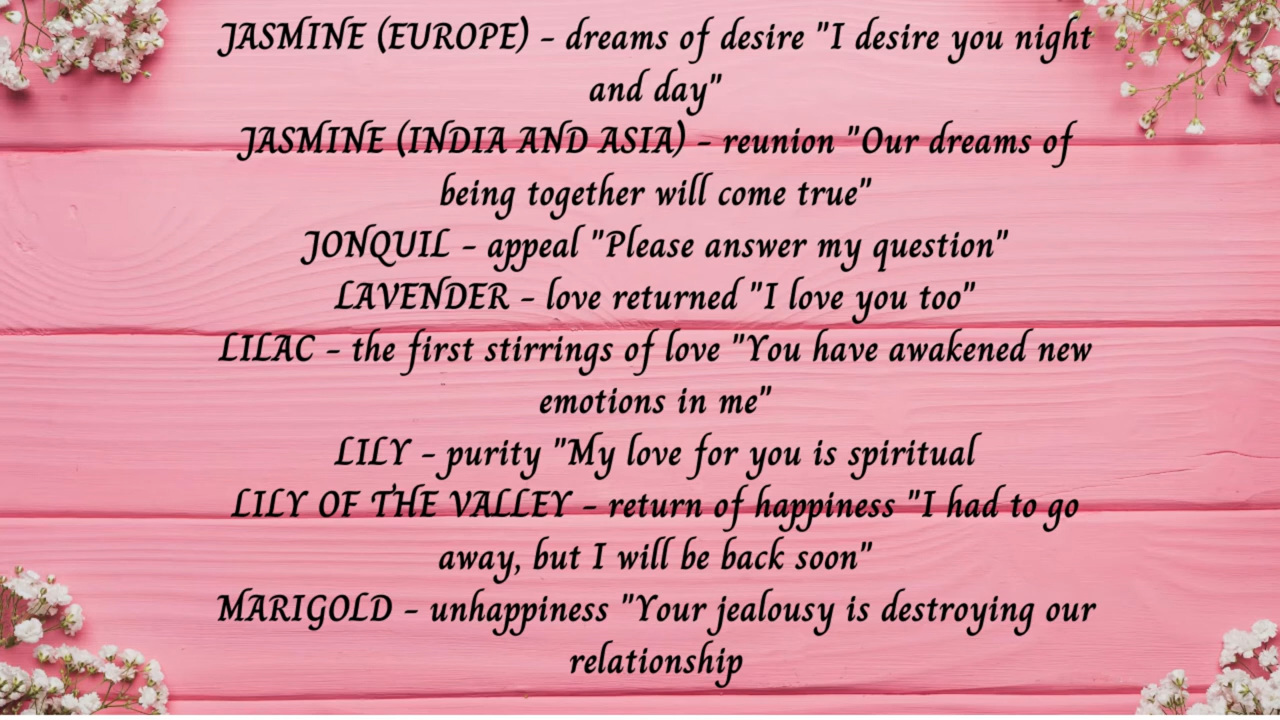 JASMINE (EUROPE) - dreams of desire "I desire you night
and day"
JASMINE (INDIA AND ASIA) - reunion "Our dreams of
being together will come true"
JONQUIL - appeal "Please answer my question"
LAVENDER - love returned "I love you too"
LILAC - the first stirrings of love "You have awakened new
emotions in me"
LILY - purity "My love for you is spiritual
LILY OF THE VALLEY - return of happiness "I had to go
away, but I will be back soon"
MARIGOLD - unhappiness "Your jealousy is destroying our
relationship